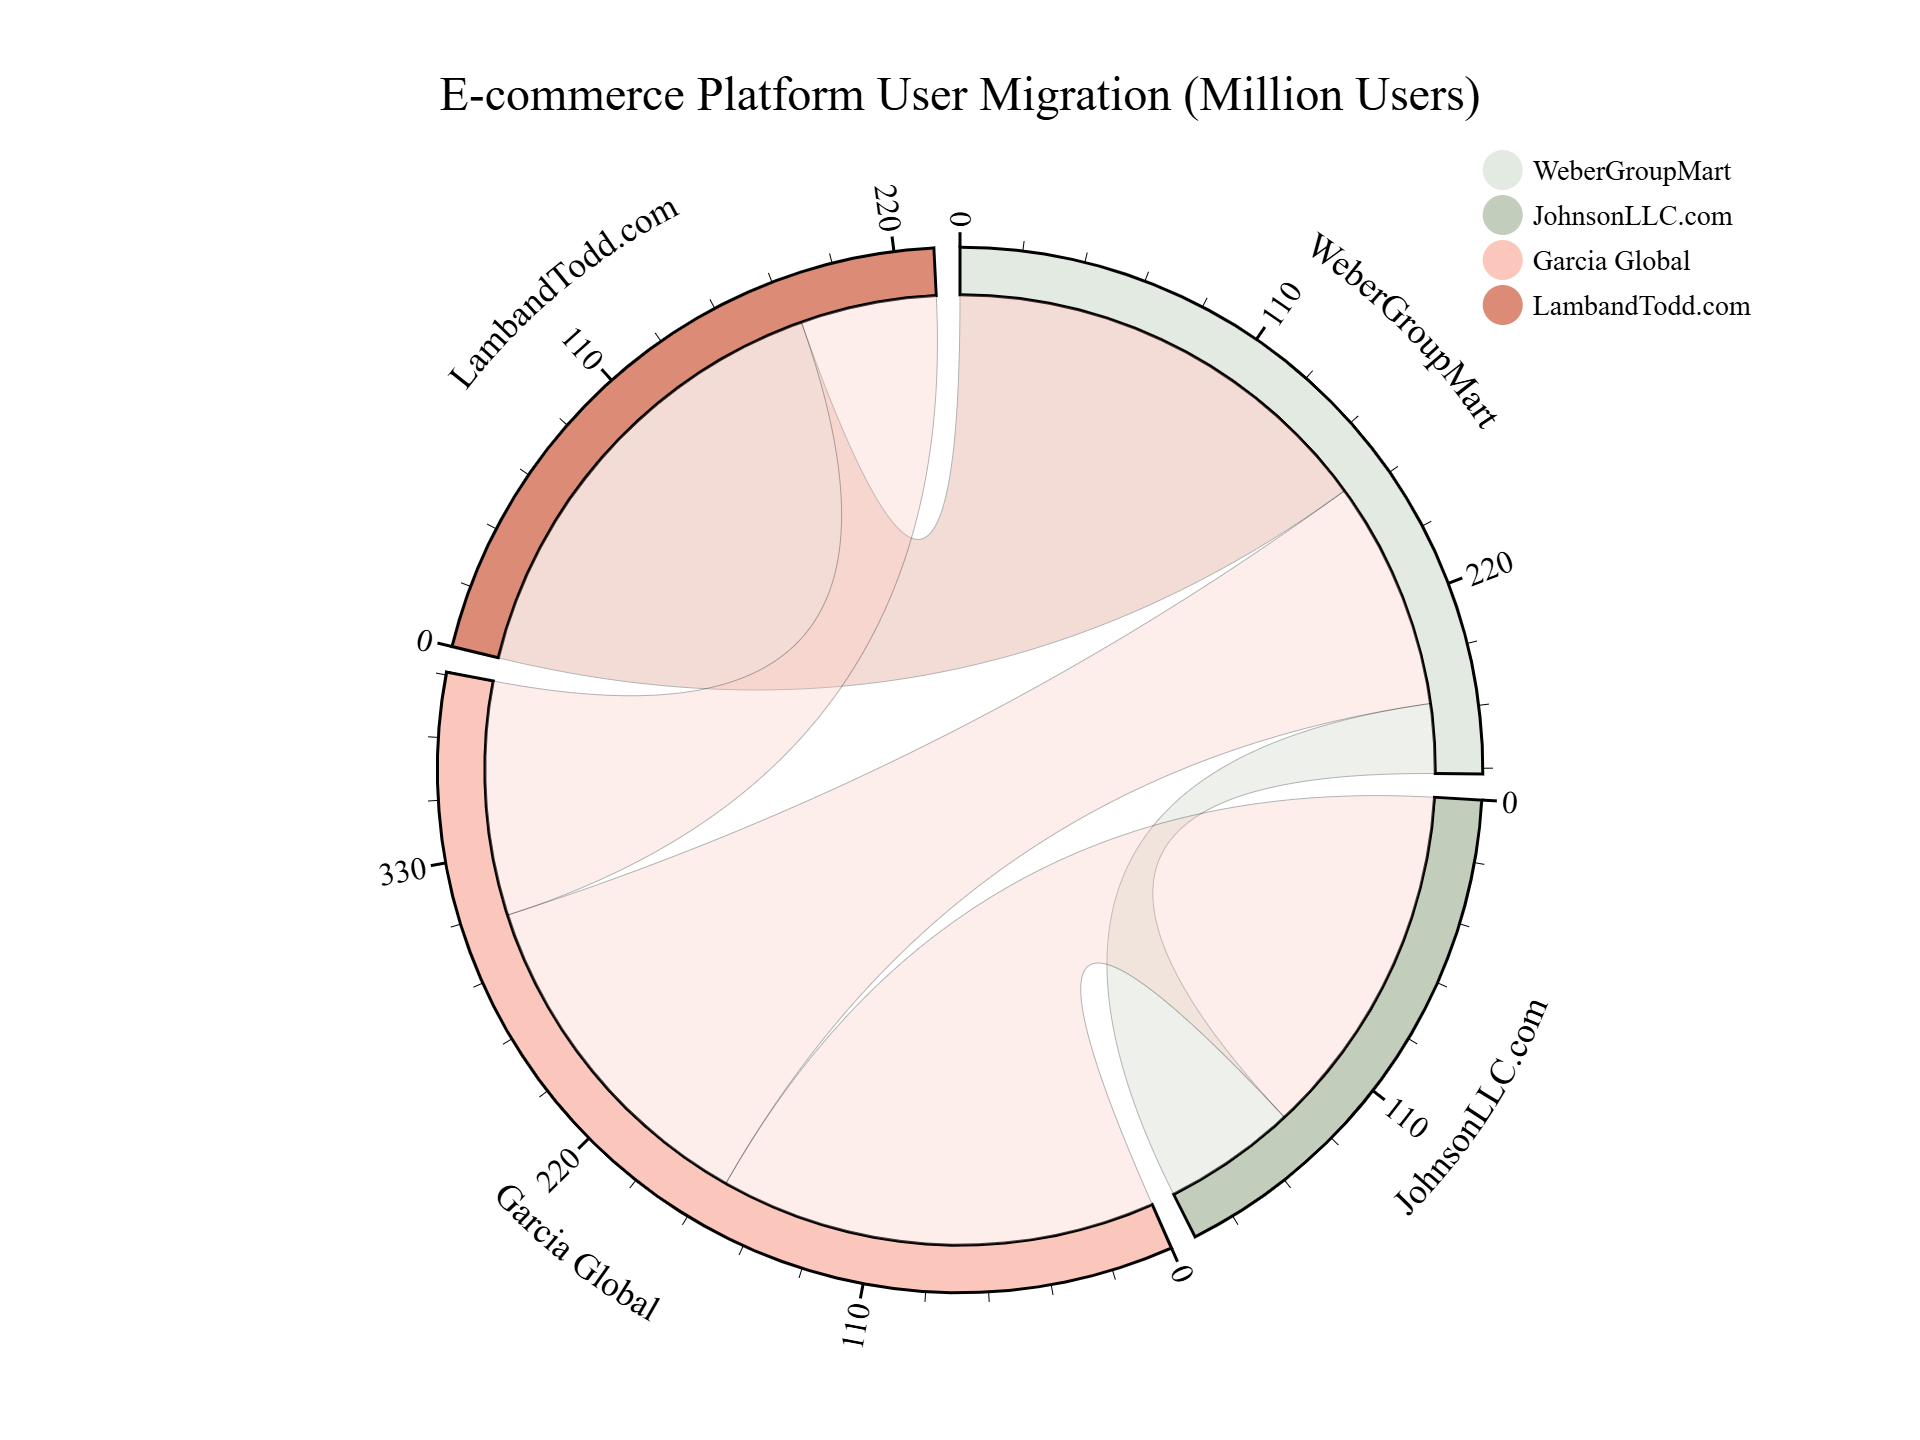 E-commerce Platform User Migration (Million Users)
WeberGroupMart
JohnsonLLC.com
Garcia Global
LambandTodd.com
0
110
220
WeberGroupMart
0
110
JohnsonLLC.com
0
110
220
330
Garcia Global
0
110
220
LambandTodd.com